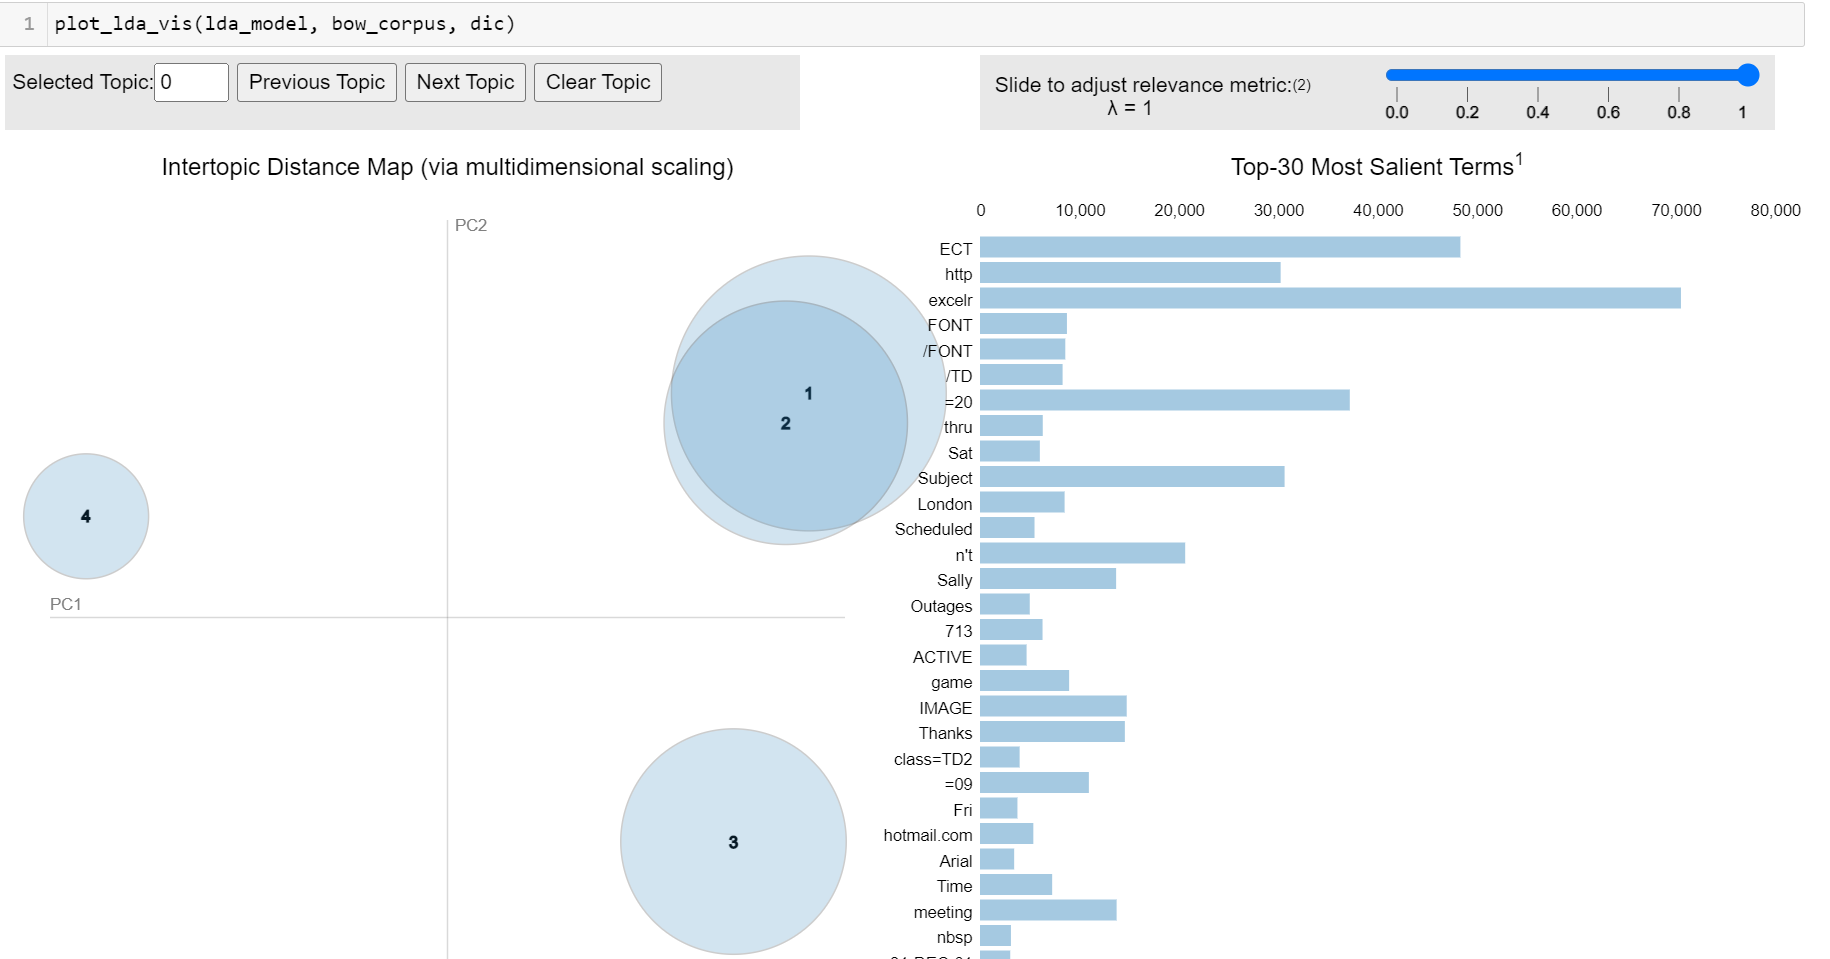 1 plot_lda_vis(lda_model, bow_corpus, dic)
Selected Topic: 0 Previous Topic Next Topic Clear Topic
Slide to adjust relevance metric:(2)
λ = 1
0.0 0.2 0.4 0.6 0.8 1
Intertopic Distance Map (via multidimensional scaling)
PC2
1
2
4
PC1
3
Top-30 Most Salient Terms1
0 10,000 20,000 30,000 40,000 50,000 60,000 70,000 80,000
ECT
http
excelr
FONT
/FONT
/TD
=20
thru
Sat
Subject
London
Scheduled
n't
Sally
Outages
713
ACTIVE
game
IMAGE
Thanks
class=TD2
=09
Fri
hotmail.com
Arial
Time
meeting
nbsp